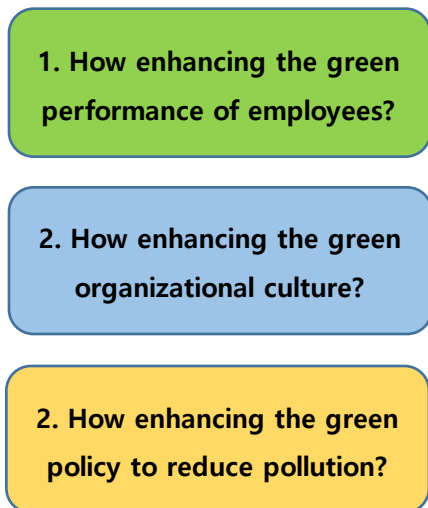 1. How enhancing the green
performance of employees?
2. How enhancing the green
organizational culture?
2. How enhancing the green
policy to reduce pollution?